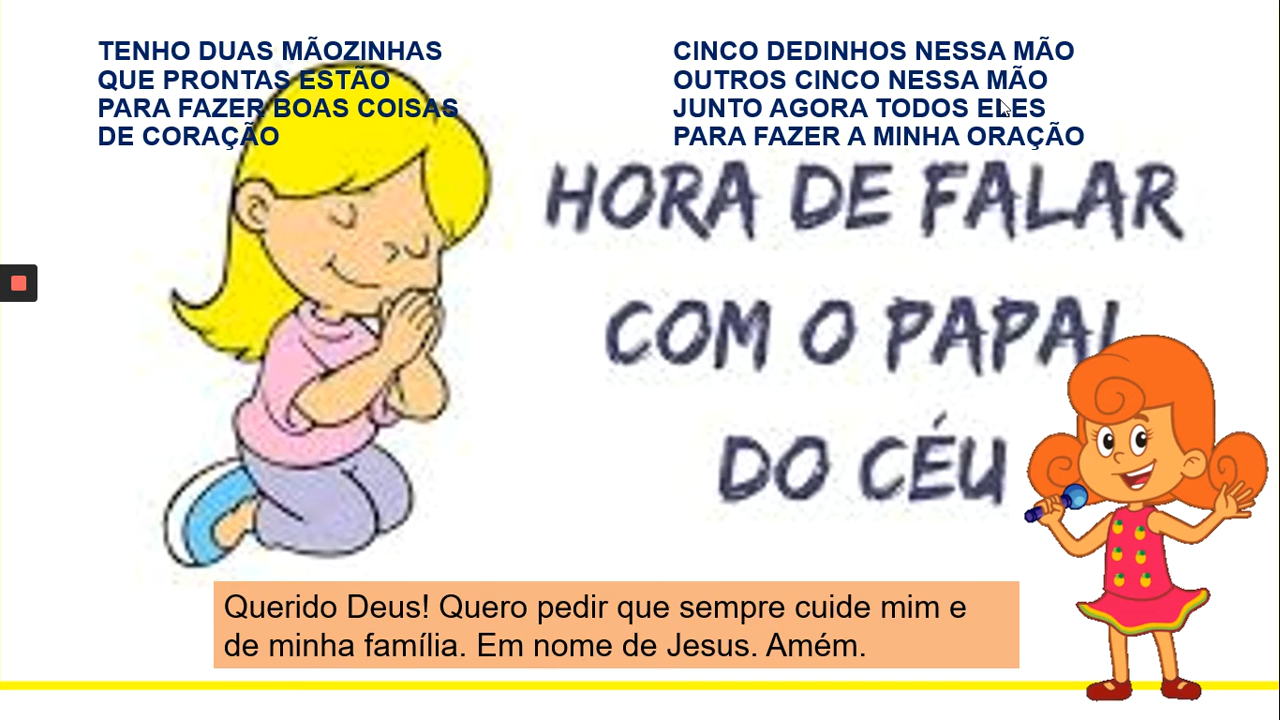 TENHO DUAS MÃOZINHAS
QUE PRONTAS ESTÃO
PARA FAZER BOAS COISAS
DE CORAÇÃO
CINCO DEDINHOS NESSA MÃO
OUTROS CINCO NESSA MÃO
JUNTO AGORA TODOS ELES
PARA FAZER A MINHA ORAÇÃO
HORA DE FALAR
COM O PAPAI
DO CÉU
Querido Deus! Quero pedir que sempre cuide mim e
de minha família. Em nome de Jesus. Amém.